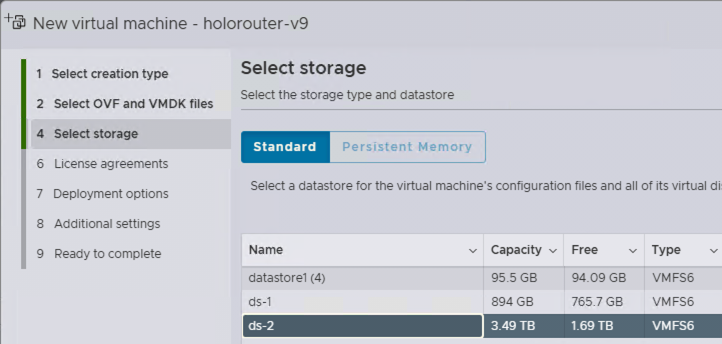 New virtual machine - holorouter-v9
1 Select creation type
2 Select OVF and VMDK files
4 Select storage
6 License agreements
7 Deployment options
8 Additional settings
9 Ready to complete
Select storage
Select the storage type and datastore
Standard Persistent Memory
Select a datastore for the virtual machine's configuration files and all of its virtual
Name Capacity Free Type
datastore1 (4) 95.5 GB 94.09 GB VMFS6
ds-1 894 GB 765.7 GB VMFS6
ds-2 3.49 TB 1.69 TB VMFS6